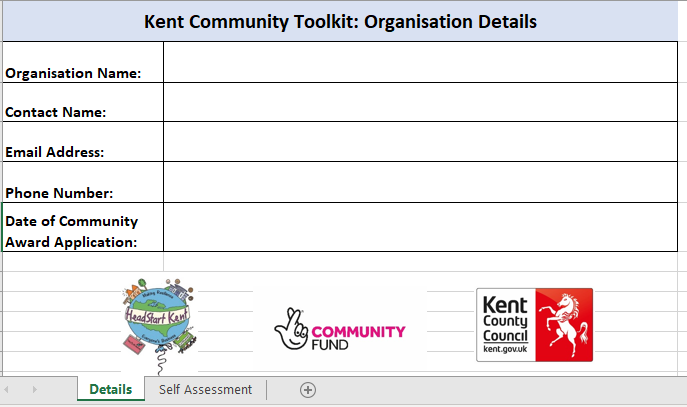 Kent Community Toolkit: Organisation Details
Organisation Name:
Contact Name:
Email Address:
Phone Number:
Date of Community
Award Application:
HeadStart Kent
COMMUNITY
FUND
Kent
County
Council
kent.gov.uk
Details
Self Assessment